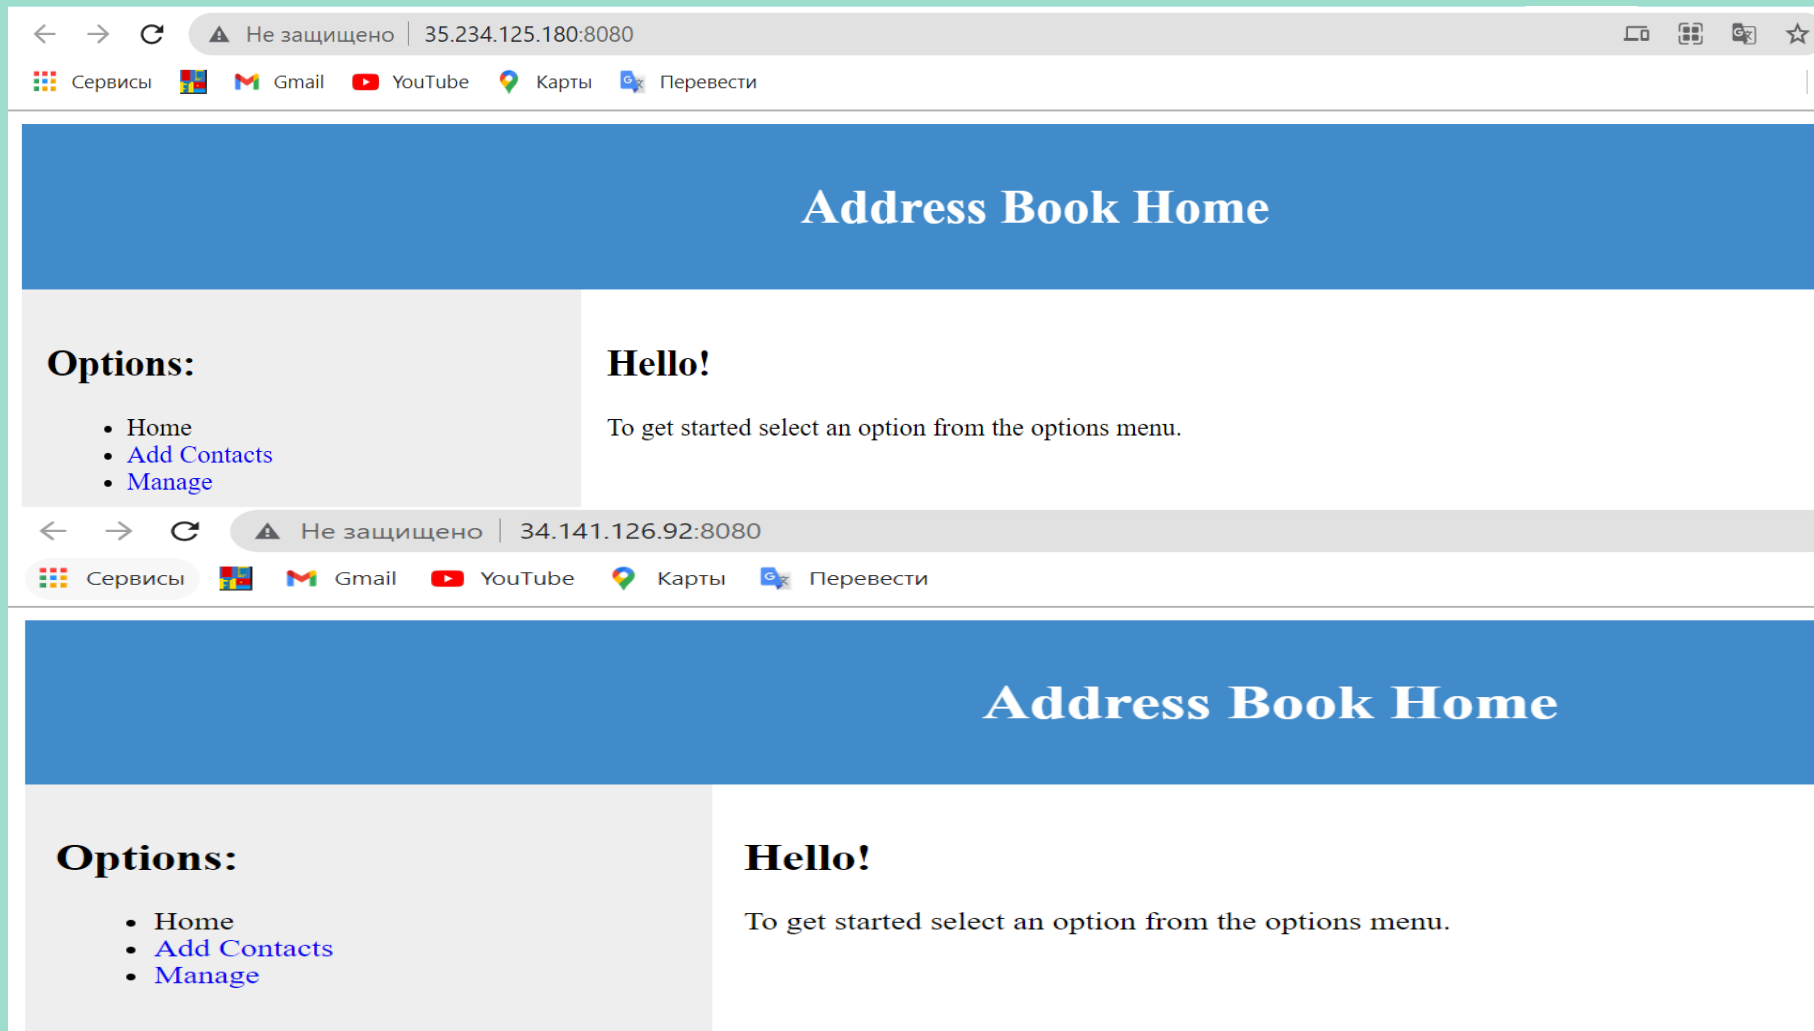 Не защищено 35.234.125.180:8080
Сервисы Gmail YouTube Карты Перевести
Address Book Home
Options:
Hello!
Home
To get started select an option from the options menu.
Add Contacts
Manage
Не защищено 34.141.126.92:8080
Сервисы Gmail YouTube Карты Перевести
Address Book Home
Options:
Hello!
Home
To get started select an option from the options menu.
Add Contacts
Manage